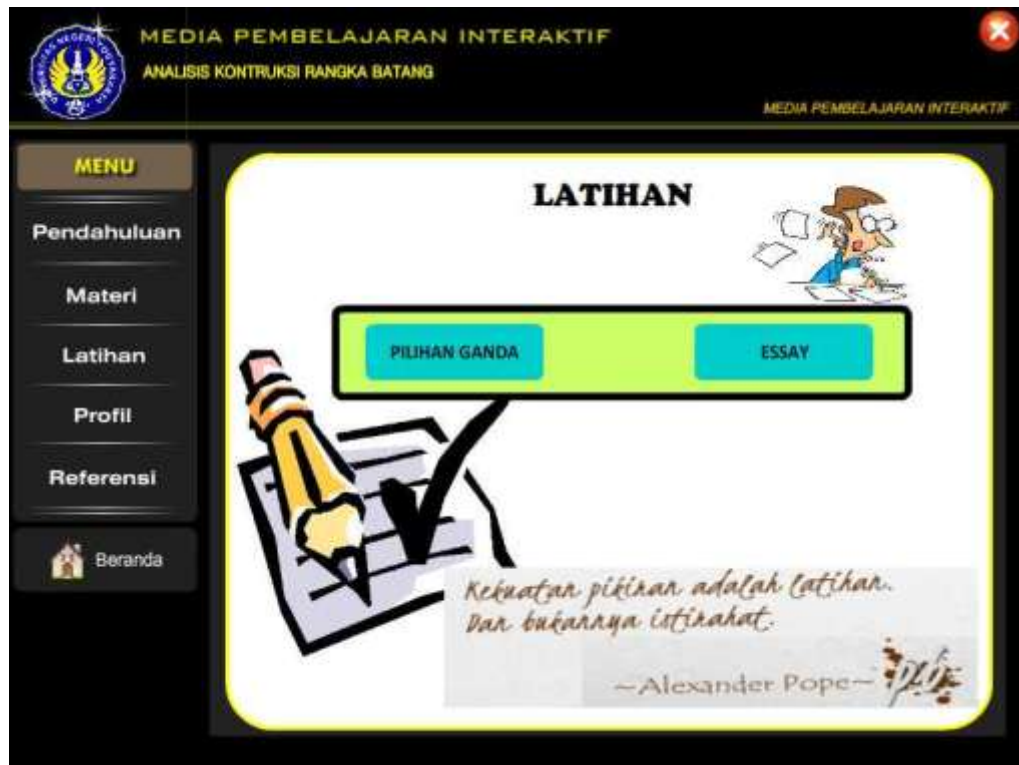 MEDIA PEMBELAJARAN INTERAKTIF
ANALISIS KONTRUKSI RANGKA BATANG
MEDIA PEMBELAJARAN INTERAKTIF
MENU
Pendahuluan
Materi
Latihan
Profil
Referensi
Beranda
LATIHAN
PILIHAN GANDA
ESSAY
Kekuatan pikiran adalah latihan.
Dan bukannya istirahat.
~Alexander Pope~